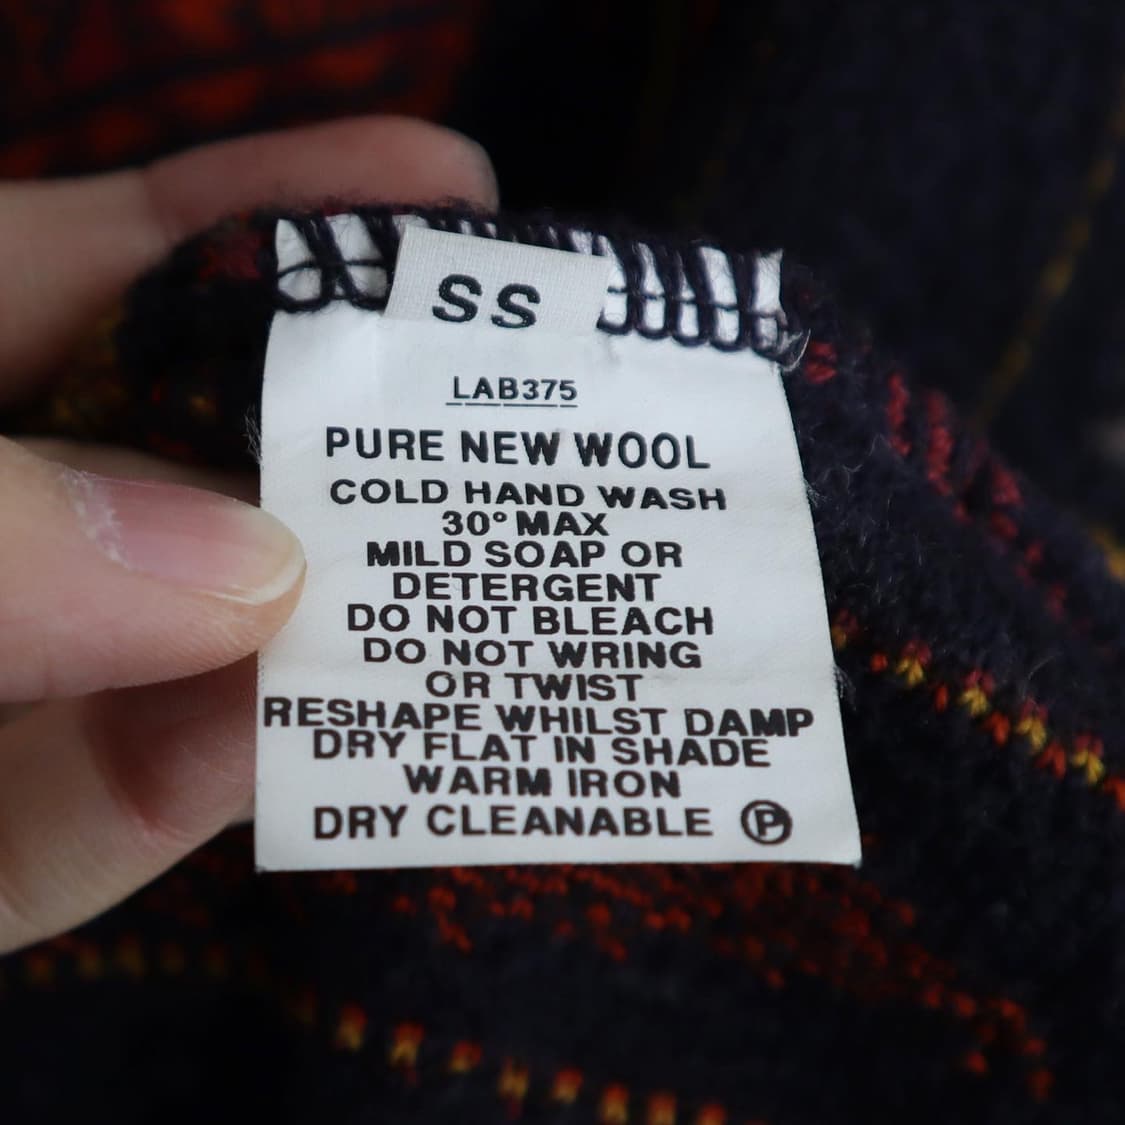 SS
LAB375
PURE NEW WOOL
COLD HAND WASH
30° MAX
MILD SOAP OR
DETERGENT
DO NOT BLEACH
DO NOT WRING
OR TWIST
RESHAPE WHILST DAMP
DRY FLAT IN SHADE
WARM IRON
DRY CLEANABLE Ⓟ